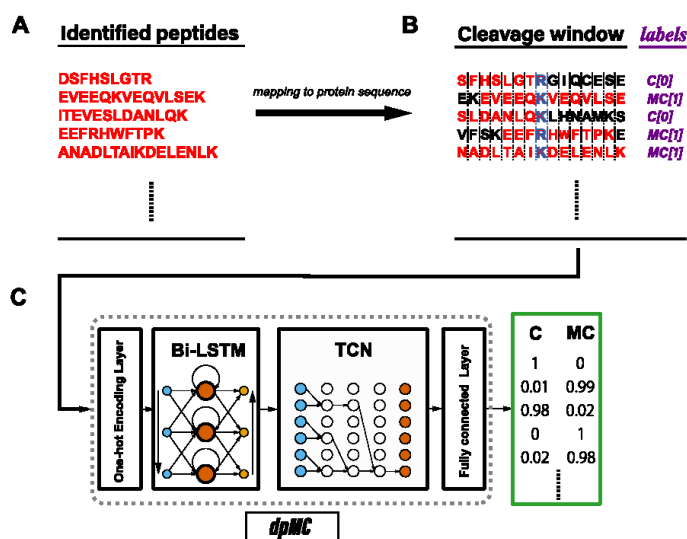 A
Identified peptides
DSFHSLGTR
EVEEQKVEQVLSEK
ITEVESLDANLQK
EEFRHWFTPK
ANADLTAIKDELENLK
mapping to protein sequence
B
Cleavage window
labels
SFHSLGTRGIQCESE C[0]
EKEVEEQKVEQVLSE MC[1]
SLDANLQKLHNAMKS C[0]
VFSKEEFRHWFTPKE MC[1]
NADLTAIKDELENLK MC[1]
C
One-hot Encoding Layer
Bi-LSTM
TCN
Fully connected Layer
C MC
1 0
0.01 0.99
0.98 0.02
0 1
0.02 0.98
dpMC